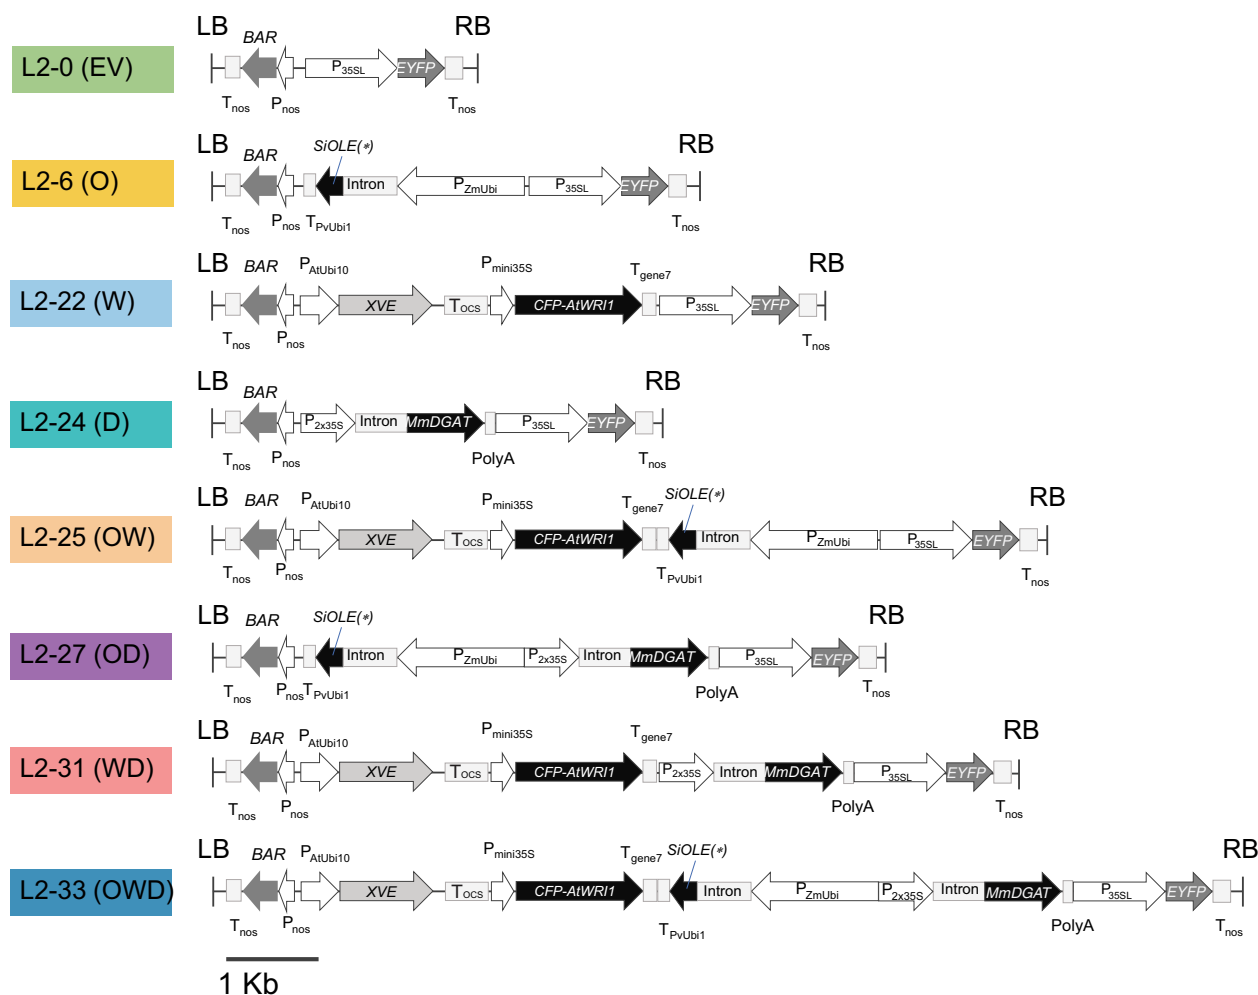 LB RB
L2-0 (EV) BAR P35SL EYFP
Tnos Pnos Tnos
LB RB
L2-6 (O) BAR SiOLE(*) Intron PZmUbi P35SL EYFP
Tnos Pnos TPvUbi1 Tnos
LB RB
BAR PAtUbi10 Pmini35S Tgene7
L2-22 (W) XVE TOCS CFP-AtWRI1 P35SL EYFP
Tnos Pnos Tnos
LB RB
L2-24 (D) BAR P2x35S Intron MmDGAT P35SL EYFP
Tnos Pnos PolyA Tnos
LB RB
BAR PAtUbi10 Pmini35S Tgene7 SiOLE(*)
L2-25 (OW) XVE TOCS CFP-AtWRI1 Intron PZmUbi P35SL EYFP
Tnos Pnos TPvUbi1 Tnos
LB RB
BAR SiOLE(*)
L2-27 (OD) Intron PZmUbi P2x35S Intron MmDGAT P35SL EYFP
Tnos Pnos TPvUbi1 PolyA Tnos
LB RB
BAR PAtUbi10 Pmini35S Tgene7
L2-31 (WD) XVE TOCS CFP-AtWRI1 P2x35S Intron MmDGAT P35SL EYFP
Tnos Pnos PolyA Tnos
LB RB
BAR PAtUbi10 Pmini35S Tgene7 SiOLE(*)
L2-33 (OWD) XVE TOCS CFP-AtWRI1 Intron PZmUbi P2x35S Intron MmDGAT P35SL EYFP
Tnos Pnos TPvUbi1 PolyA Tnos
1 Kb